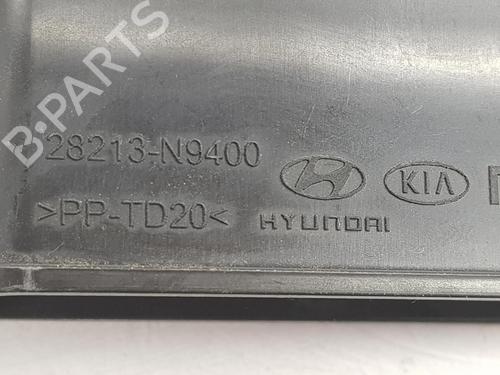 B-PARTS
28213-N9400
KIA
>PP-TD20<
HYUNDAI